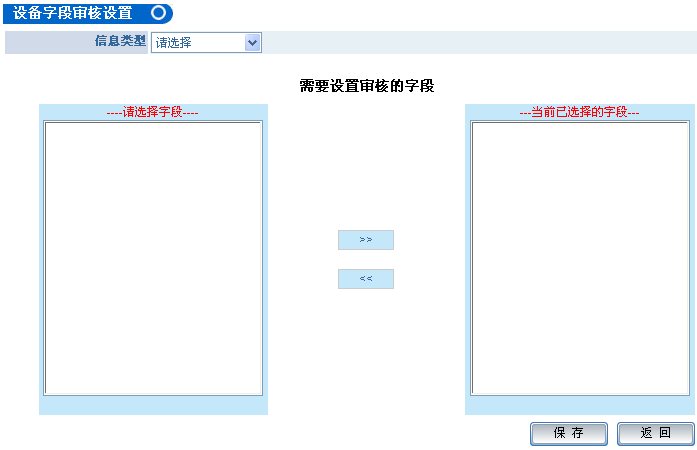 设备字段审核设置
信息类型 请选择
需要设置审核的字段
----请选择字段----
---当前已选择的字段---
>>
<<
保 存
返 回